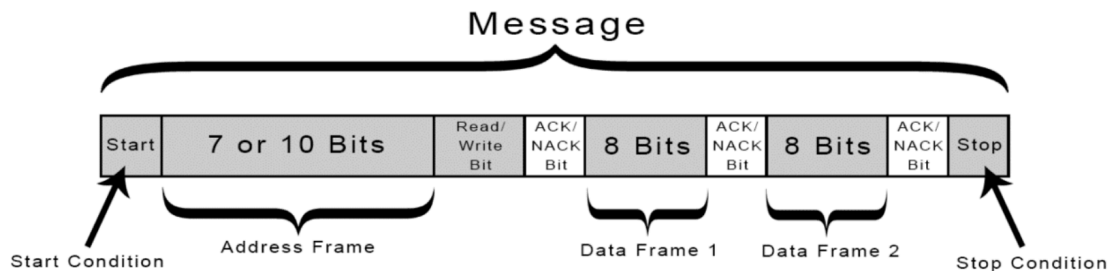 Message
Start
7 or 10 Bits
Read/
Write
Bit
ACK/
NACK
Bit
8 Bits
ACK/
NACK
Bit
8 Bits
ACK/
NACK
Bit
Stop
Start Condition
Address Frame
Data Frame 1
Data Frame 2
Stop Condition